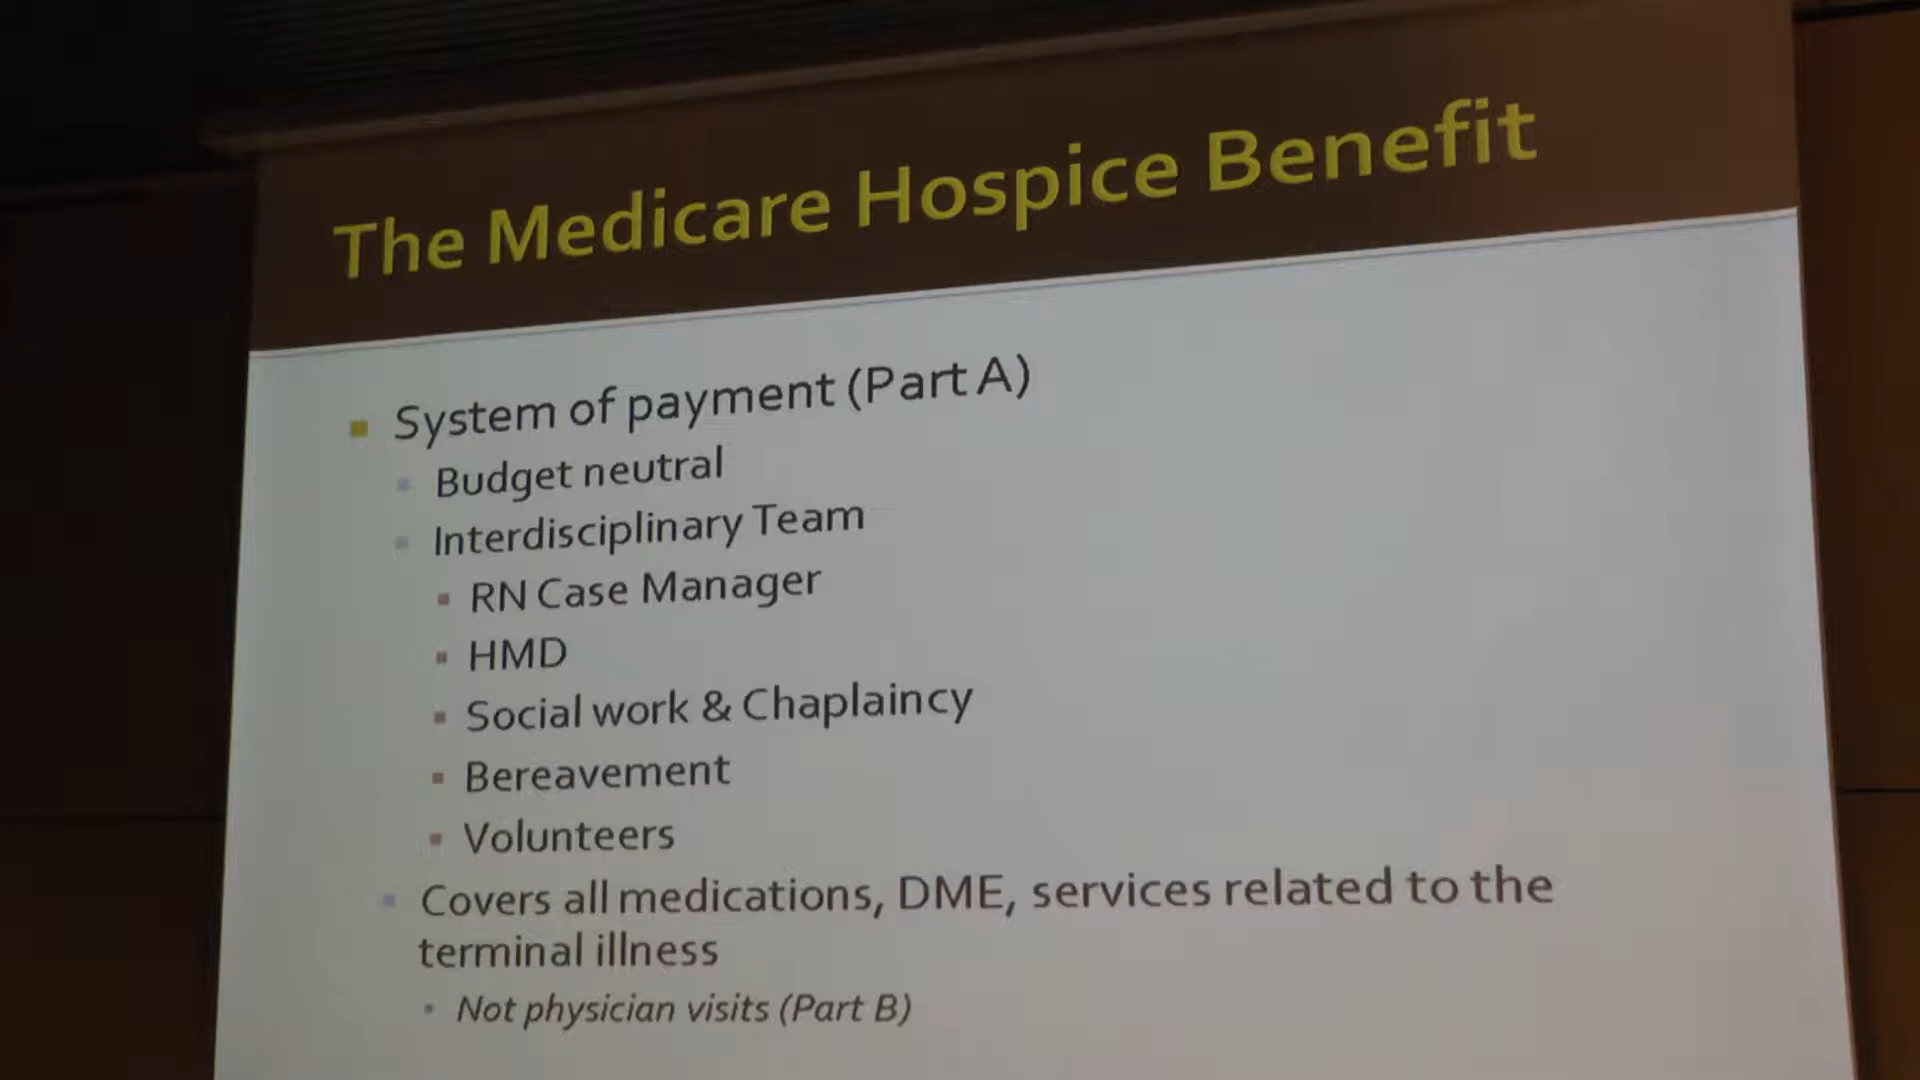 The Medicare Hospice Benefit
System of payment (Part A)
Budget neutral
Interdisciplinary Team
RN Case Manager
HMD
Social work & Chaplaincy
Bereavement
Volunteers
Covers all medications, DME, services related to the
terminal illness
Not physician visits (Part B)